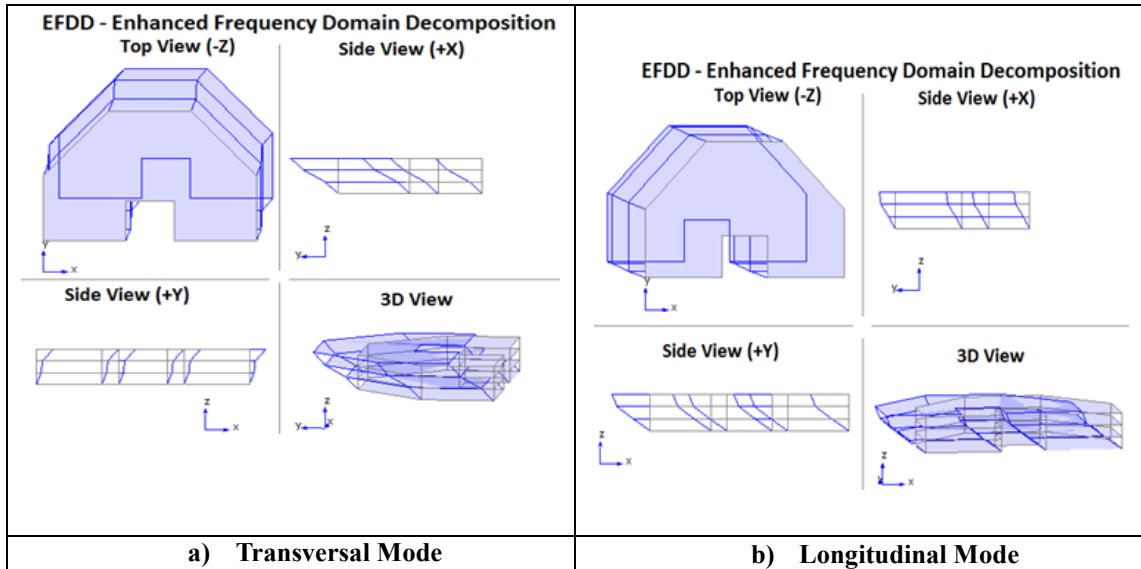 EFDD - Enhanced Frequency Domain Decomposition
Top View (-Z)
Side View (+X)
Y
x
z
y
Side View (+Y)
3D View
z
x
z
y
x
a) Transversal Mode
EFDD - Enhanced Frequency Domain Decomposition
Top View (-Z)
Side View (+X)
Y
x
z
y
Side View (+Y)
3D View
z
x
z
y
x
b) Longitudinal Mode